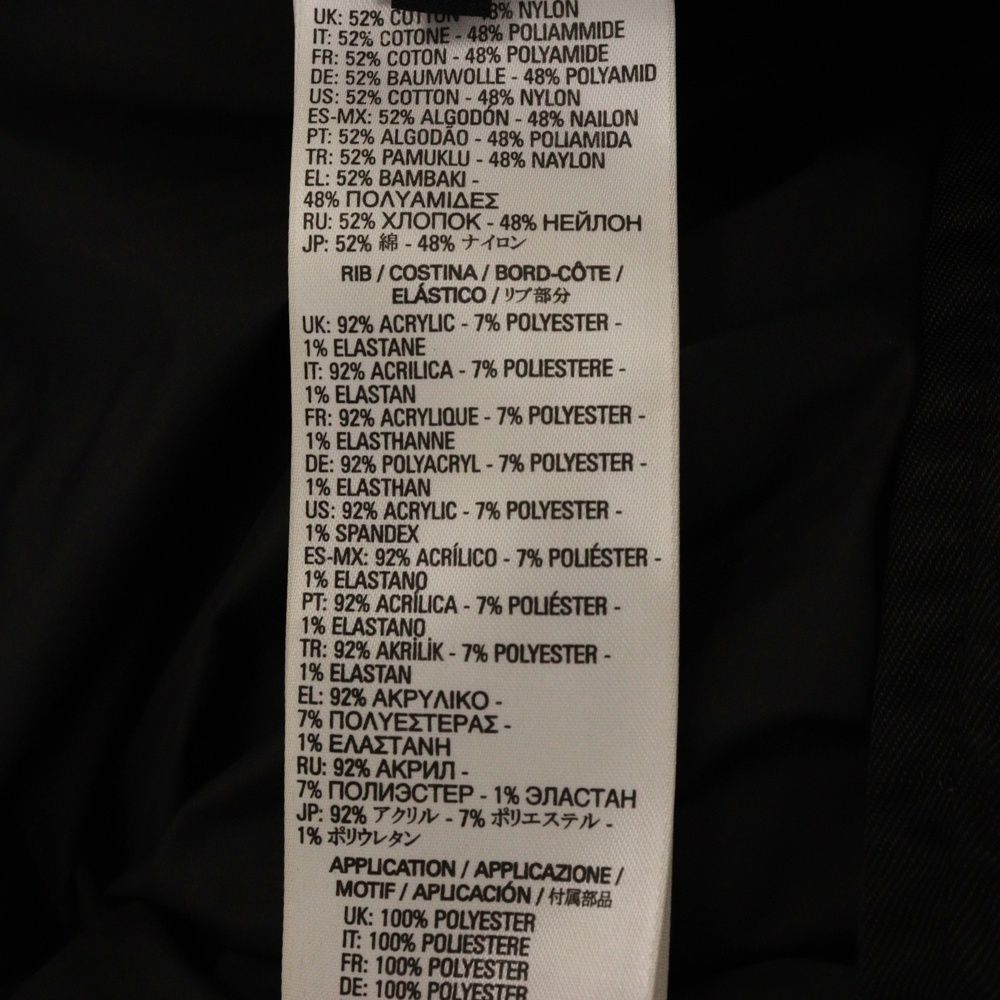 UK: 52% COTTON - 48% NYLON
IT: 52% COTONE - 48% POLIAMMIDE
FR: 52% COTON - 48% POLYAMIDE
DE: 52% BAUMWOLLE - 48% POLYAMID
US: 52% COTTON - 48% NYLON
ES-MX: 52% ALGODÓN - 48% NAILON
PT: 52% ALGODÃO - 48% POLIAMIDA
TR: 52% PAMUKLU - 48% NAYLON
EL: 52% BAMBAKI -
48% ΠΟΛΥΑΜΙΔΕΣ
RU: 52% ХЛОПОК - 48% НЕЙЛОН
JP: 52% 綿 - 48% ナイロン
RIB / COSTINA / BORD-CÔTE /
ELÁSTICO / リブ部分
UK: 92% ACRYLIC - 7% POLYESTER -
1% ELASTANE
IT: 92% ACRILICA - 7% POLIESTERE -
1% ELASTAN
FR: 92% ACRYLIQUE - 7% POLYESTER -
1% ELASTHANNE
DE: 92% POLYACRYL - 7% POLYESTER -
1% ELASTHAN
US: 92% ACRYLIC - 7% POLYESTER -
1% SPANDEX
ES-MX: 92% ACRÍLICO - 7% POLIÉSTER -
1% ELASTANO
PT: 92% ACRÍLICA - 7% POLIÉSTER -
1% ELASTANO
TR: 92% AKRİLİK - 7% POLYESTER -
1% ELASTAN
EL: 92% ΑΚΡΥΛΙΚΟ -
7% ΠΟΛΥΕΣΤΕΡΑΣ -
1% ΕΛΑΣΤΑΝΗ
RU: 92% АКРИЛ -
7% ПОЛИЭСТЕР - 1% ЭЛАСТАН
JP: 92% アクリル - 7% ポリエステル -
1% ポリウレタン
APPLICATION / APPLICAZIONE /
MOTIF / APLICACIÓN / 付属部品
UK: 100% POLYESTER
IT: 100% POLIESTERE
FR: 100% POLYESTER
DE: 100% POLYESTER